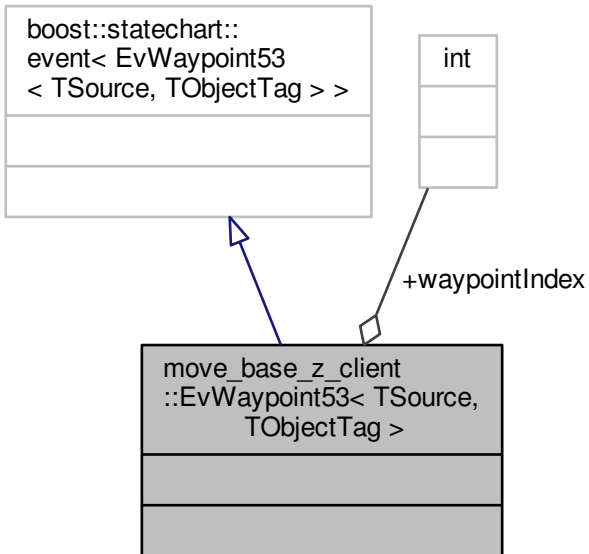 boost::statechart::
event< EvWaypoint53
< TSource, TObjectTag > >
int
+waypointIndex
move_base_z_client
::EvWaypoint53< TSource,
TObjectTag >